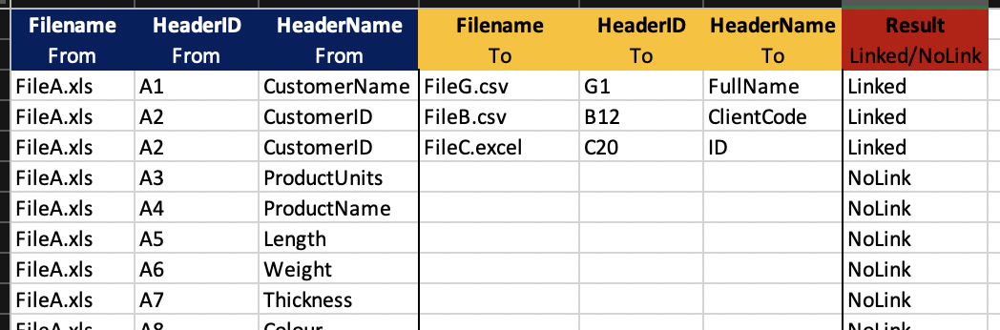 Filename HeaderID HeaderName Filename HeaderID HeaderName Result
From From From To To To Linked/NoLink
FileA.xls A1 CustomerName FileG.csv G1 FullName Linked
FileA.xls A2 CustomerID FileB.csv B12 ClientCode Linked
FileA.xls A2 CustomerID FileC.excel C20 ID Linked
FileA.xls A3 ProductUnits NoLink
FileA.xls A4 ProductName NoLink
FileA.xls A5 Length NoLink
FileA.xls A6 Weight NoLink
FileA.xls A7 Thickness NoLink
FileA.xls A8 Colour NoLink